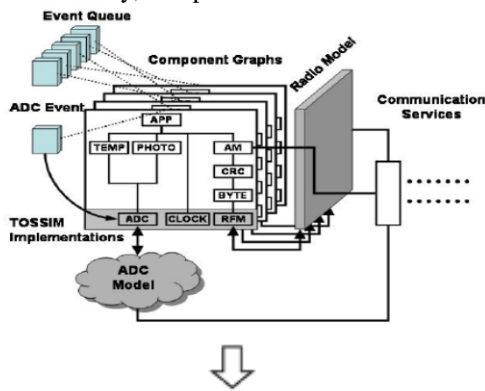 Event Queue
Component Graphs
Radio Model
ADC Event
Communication
Services
APP
TEMP PHOTO AM
CRC
BYTE
TOSSIM
Implementations
ADC CLOCK RFM
ADC
Model